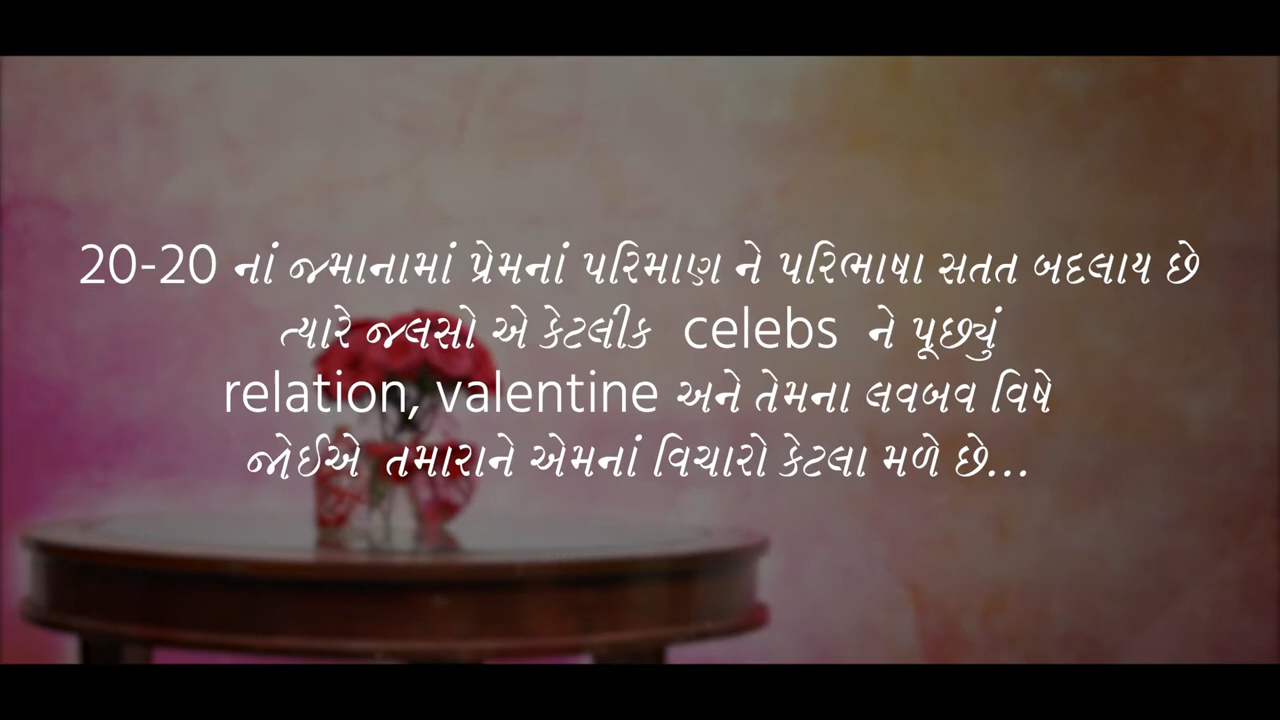 20-20 નાં જમાનામાં પ્રેમનાં પરિમાણ ને પરિભાષા સતત બદલાય છે
ત્યારે જલસો એ કેટલીક celebs ને પૂછ્યું
relation, valentine અને તેમના લવબવ વિષે
જોઈએ તમારાને એમનાં વિચારો કેટલા મળે છે...